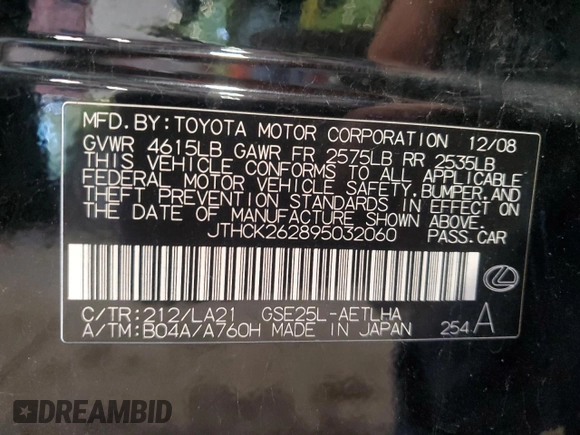 MFD.BY:TOYOTA MOTOR CORPORATION 12/08
GVWR 4615LB GAWR FR 2575LB RR 2535LB
THIS VEHICLE CONFORMS TO ALL APPLICABLE
FEDERAL MOTOR VEHICLE SAFETY,BUMPER,AND
THEFT PREVENTION STANDARDS IN EFFECT ON
THE DATE OF MANUFACTURE SHOWN ABOVE.
JTHCK262895032060 PASS.CAR
C/TR:212/LA21 GSE25L-AETLHA
A/TM:B04A/A760H MADE IN JAPAN 254 A
DREAMBID